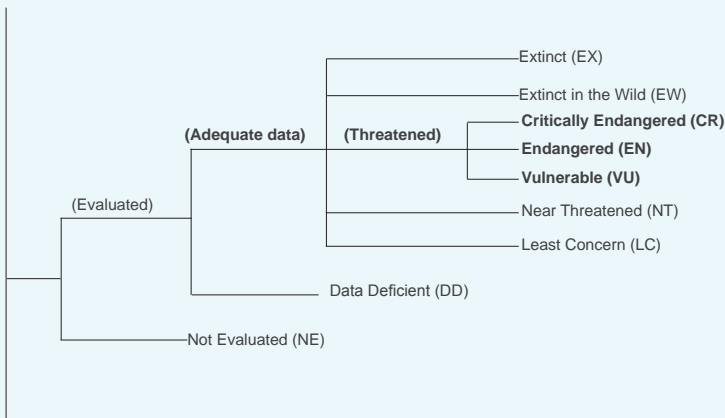 Extinct (EX)
Extinct in the Wild (EW)
Critically Endangered (CR)
(Adequate data) (Threatened)
Endangered (EN)
Vulnerable (VU)
(Evaluated)
Near Threatened (NT)
Least Concern (LC)
Data Deficient (DD)
Not Evaluated (NE)